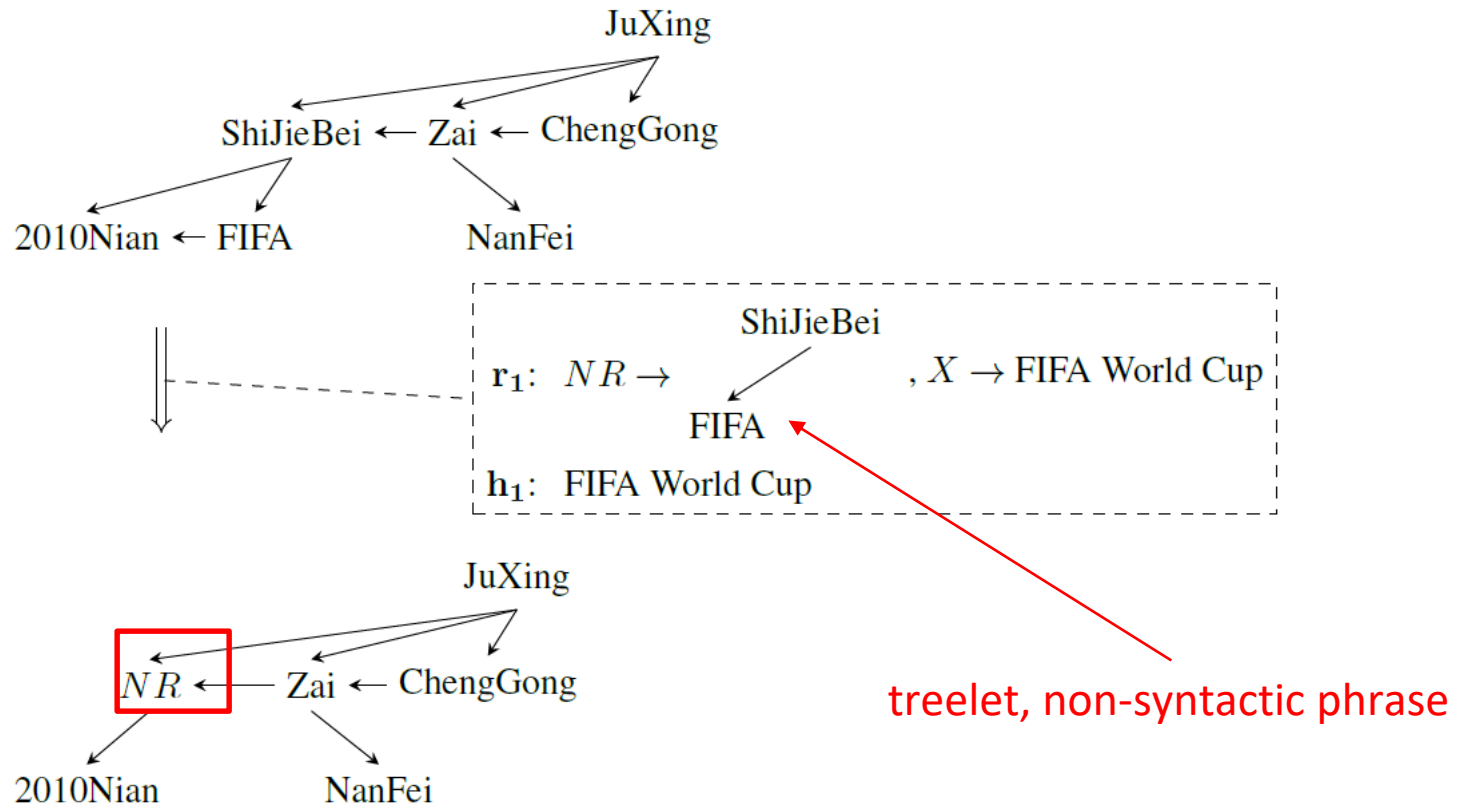 JuXing
ShiJieBei ← Zai ← ChengGong
2010Nian ← FIFA NanFei
ShiJieBei
r₁: NR → , X → FIFA World Cup
FIFA
h₁: FIFA World Cup
JuXing
NR ← Zai ← ChengGong
treelet, non-syntactic phrase
2010Nian NanFei